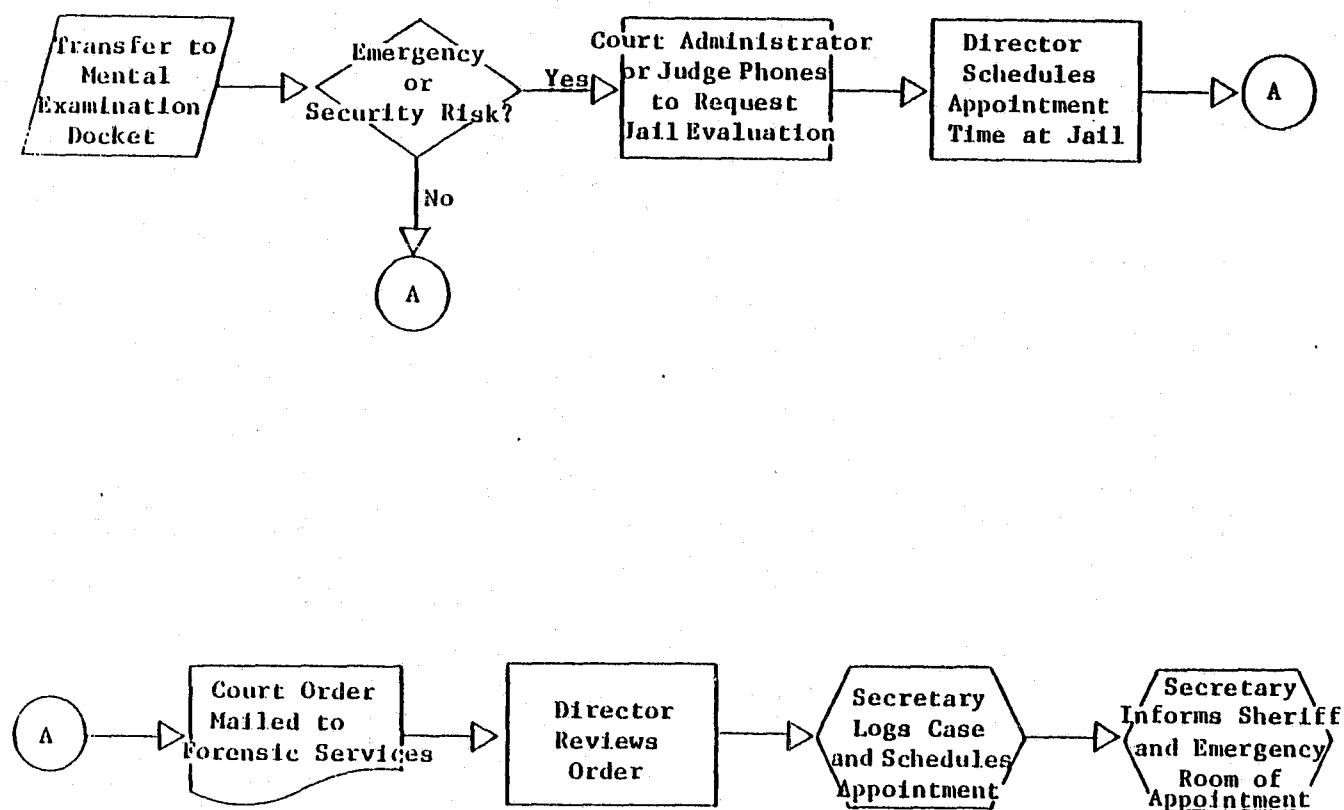 Transfer to
Mental
Examination
Docket
Emergency
or
Security Risk?
Yes
No
A
Court Administrator
or Judge Phones
to Request
Jail Evaluation
Director
Schedules
Appointment
Time at Jail
A
A
Court Order
Mailed to
Forensic Services
Director
Reviews
Order
Secretary
Logs Case
and Schedules
Appointment
Secretary
Informs Sheriff
and Emergency
Room of
Appointment